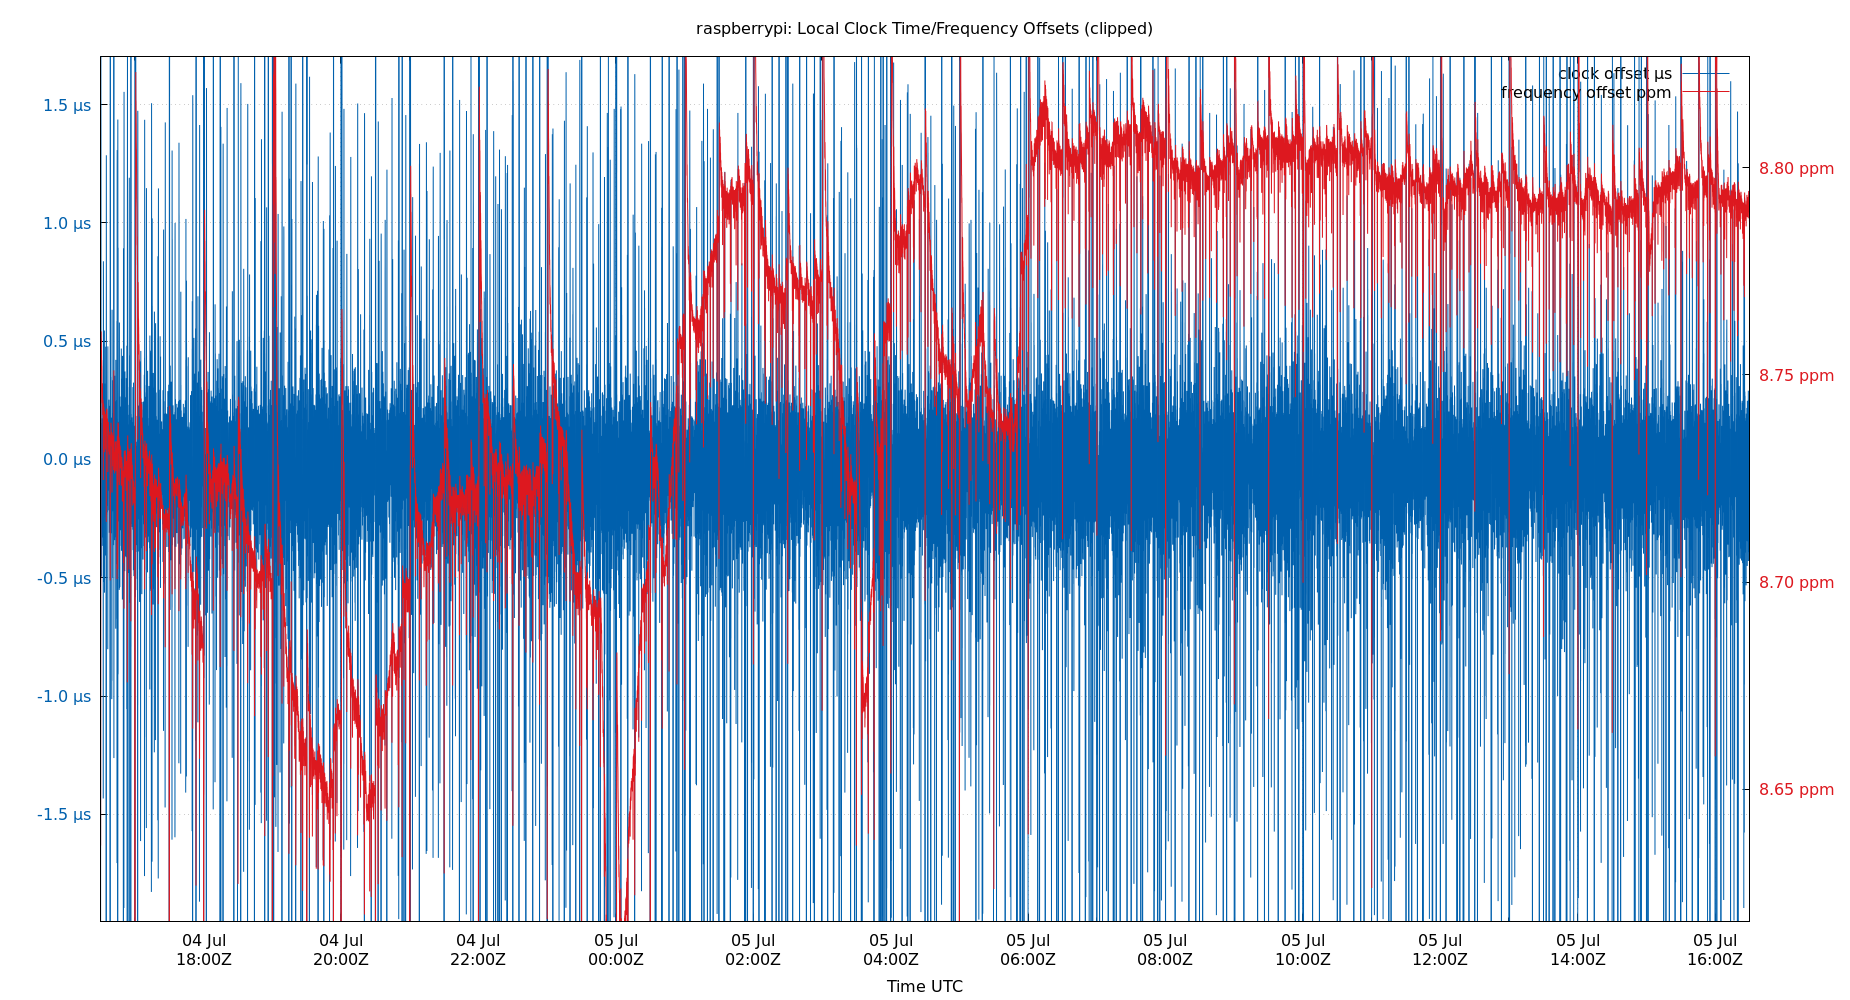 raspberrypi: Local Clock Time/Frequency Offsets (clipped)
clock offset µs
frequency offset ppm
1.5 µs
1.0 µs
0.5 µs
0.0 µs
-0.5 µs
-1.0 µs
-1.5 µs
8.80 ppm
8.75 ppm
8.70 ppm
8.65 ppm
04 Jul 04 Jul 04 Jul 05 Jul 05 Jul 05 Jul 05 Jul 05 Jul 05 Jul 05 Jul 05 Jul 05 Jul
18:00Z 20:00Z 22:00Z 00:00Z 02:00Z 04:00Z 06:00Z 08:00Z 10:00Z 12:00Z 14:00Z 16:00Z
Time UTC